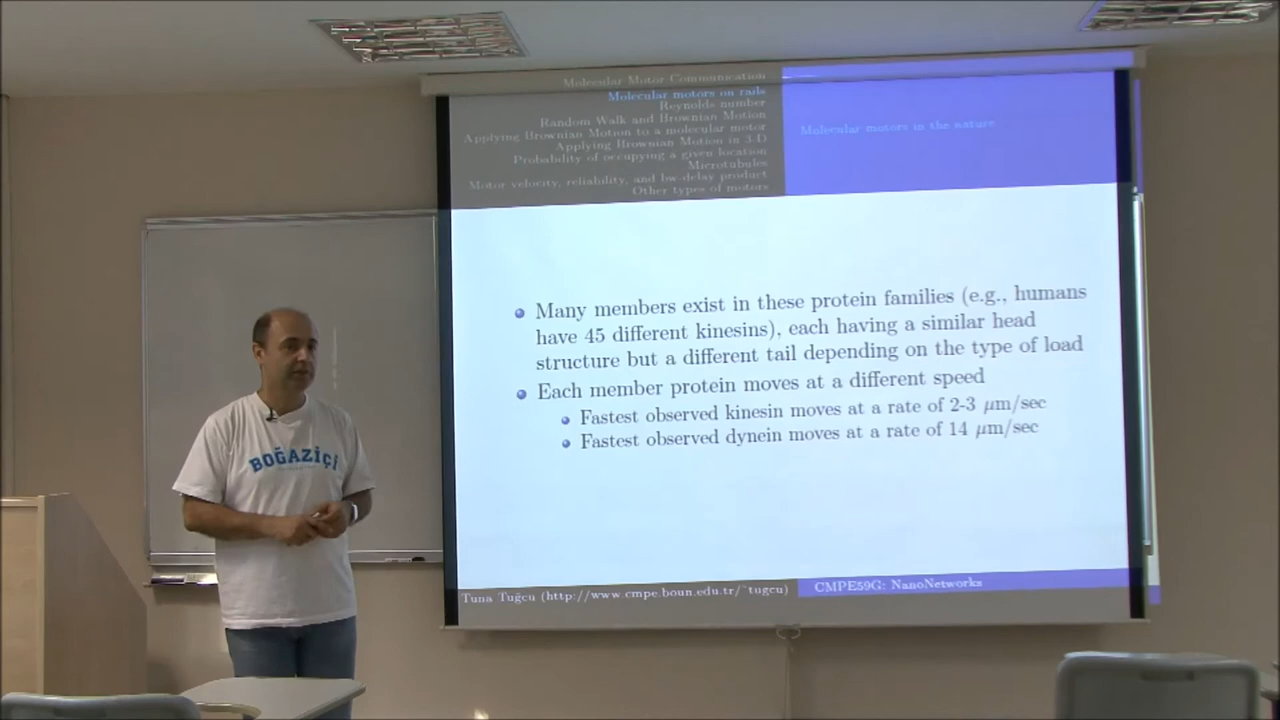 Molecular Motor Communication
Molecular motors on rails
Reynolds number
Random Walk and Brownian Motion
Applying Brownian Motion to a molecular motor
Applying Brownian Motion in 3-D
Probability of occupying a given location
Microtubules
Motor velocity, reliability, and bw-delay product
Other types of motors
Molecular motors in the nature
Many members exist in these protein families (e.g., humans
have 45 different kinesins), each having a similar head
structure but a different tail depending on the type of load
Each member protein moves at a different speed
Fastest observed kinesin moves at a rate of 2-3 μm/sec
Fastest observed dynein moves at a rate of 14 μm/sec
Tuna Tuğcu (http://www.cmpe.boun.edu.tr/~tugcu)
CMPE59G: NanoNetworks
BOĞAZİÇİ